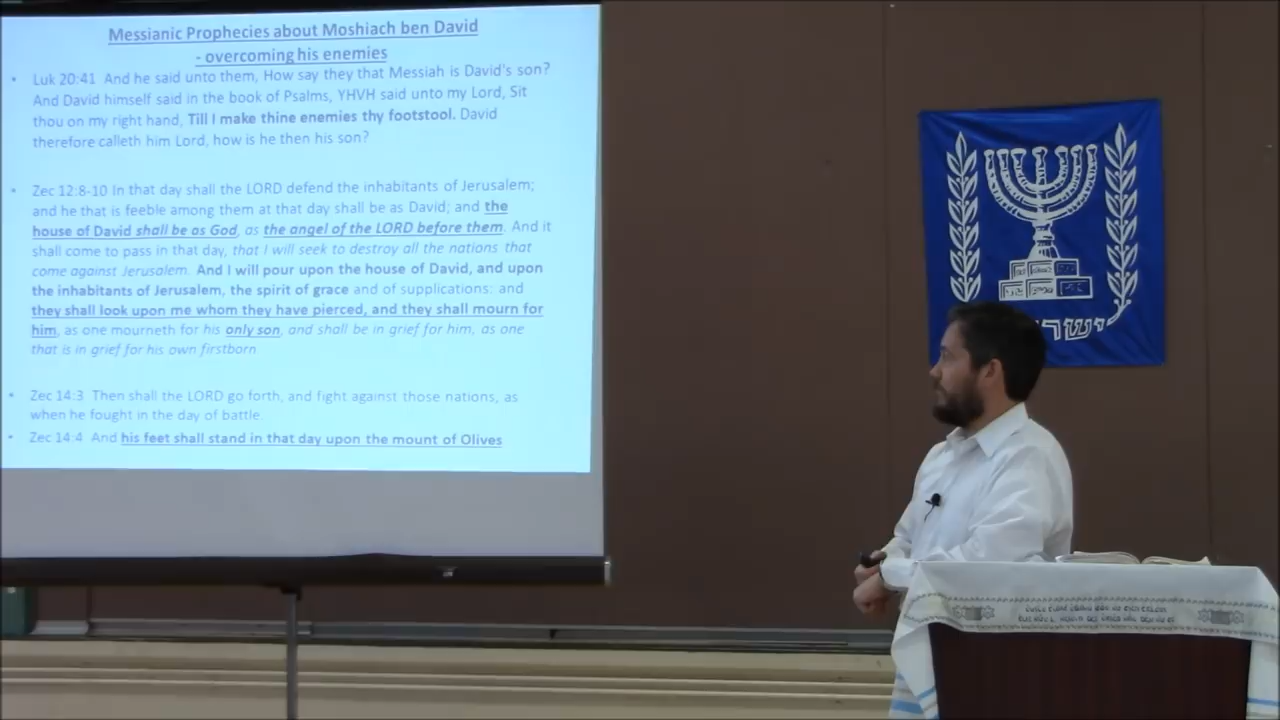 Messianic Prophecies about Moshiach ben David
- overcoming his enemies
• Luk 20:41 And he said unto them, How say they that Messiah is David's son?
And David himself said in the book of Psalms, YHVH said unto my Lord, Sit
thou on my right hand, Till I make thine enemies thy footstool. David
therefore calleth him Lord, how is he then his son?
• Zec 12:8-10 In that day shall the LORD defend the inhabitants of Jerusalem;
and he that is feeble among them at that day shall be as David; and the
house of David shall be as God, as the angel of the LORD before them. And it
shall come to pass in that day, that I will seek to destroy all the nations that
come against Jerusalem. And I will pour upon the house of David, and upon
the inhabitants of Jerusalem, the spirit of grace and of supplications: and
they shall look upon me whom they have pierced, and they shall mourn for
him, as one mourneth for his only son, and shall be in grief for him, as one
that is in grief for his own firstborn
• Zec 14:3 Then shall the LORD go forth, and fight against those nations, as
when he fought in the day of battle.
• Zec 14:4 And his feet shall stand in that day upon the mount of Olives